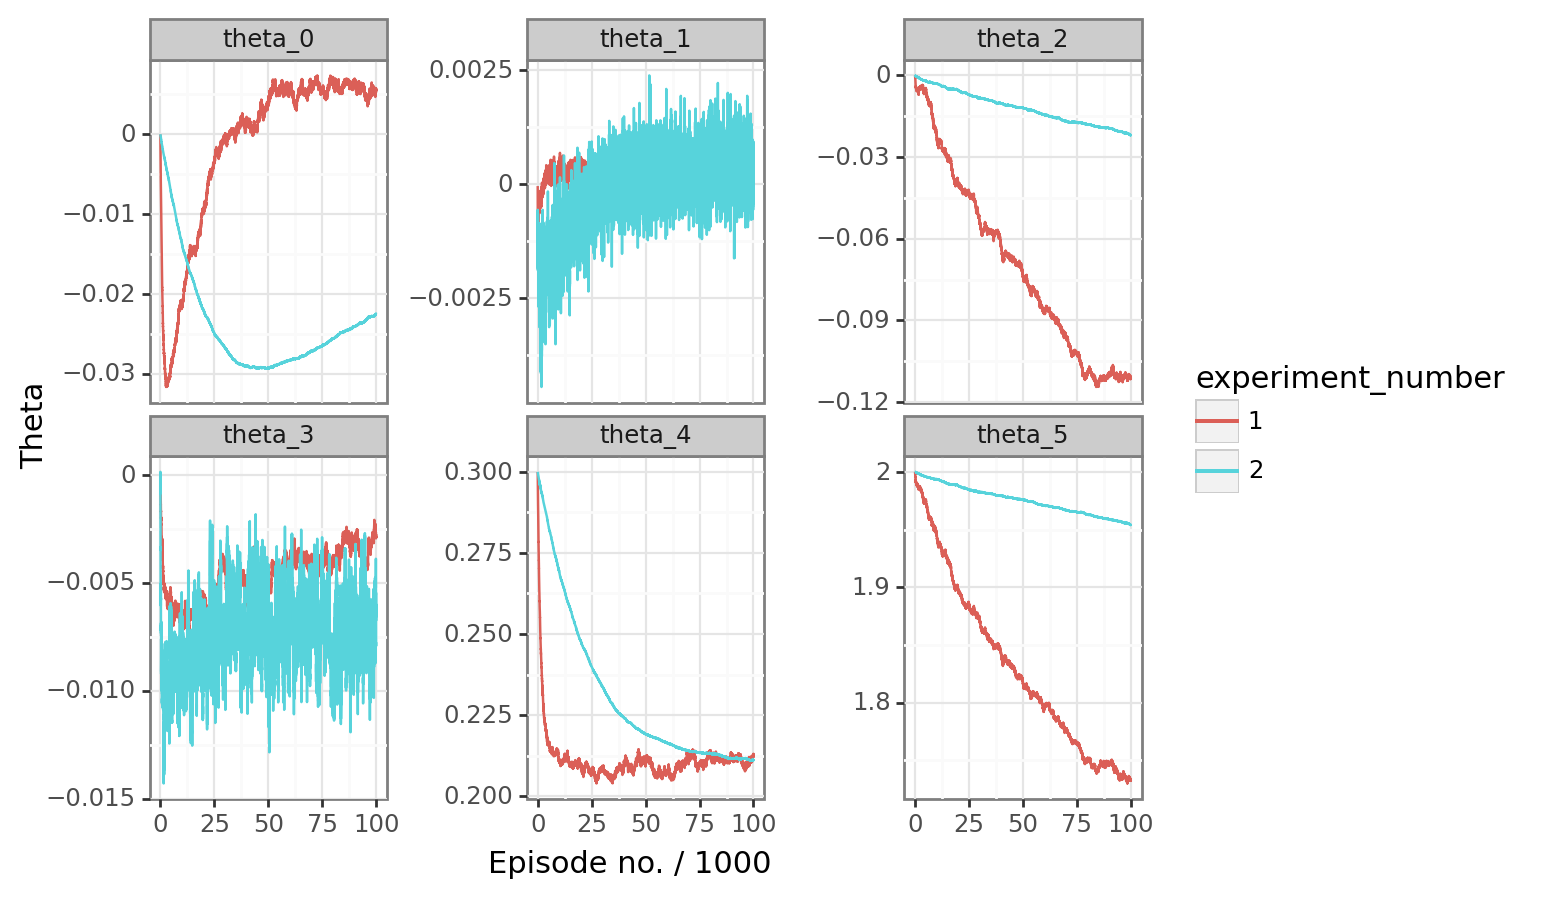 theta_0 theta_1 theta_2
0 −0.01 −0.02 −0.03
0.0025 0 −0.0025
0 −0.03 −0.06 −0.09 −0.12
Theta
theta_3 theta_4 theta_5
0 −0.005 −0.010 −0.015
0.300 0.275 0.250 0.225 0.200
2 1.9 1.8
0 25 50 75 100 0 25 50 75 100 0 25 50 75 100
Episode no. / 1000
experiment_number
1
2